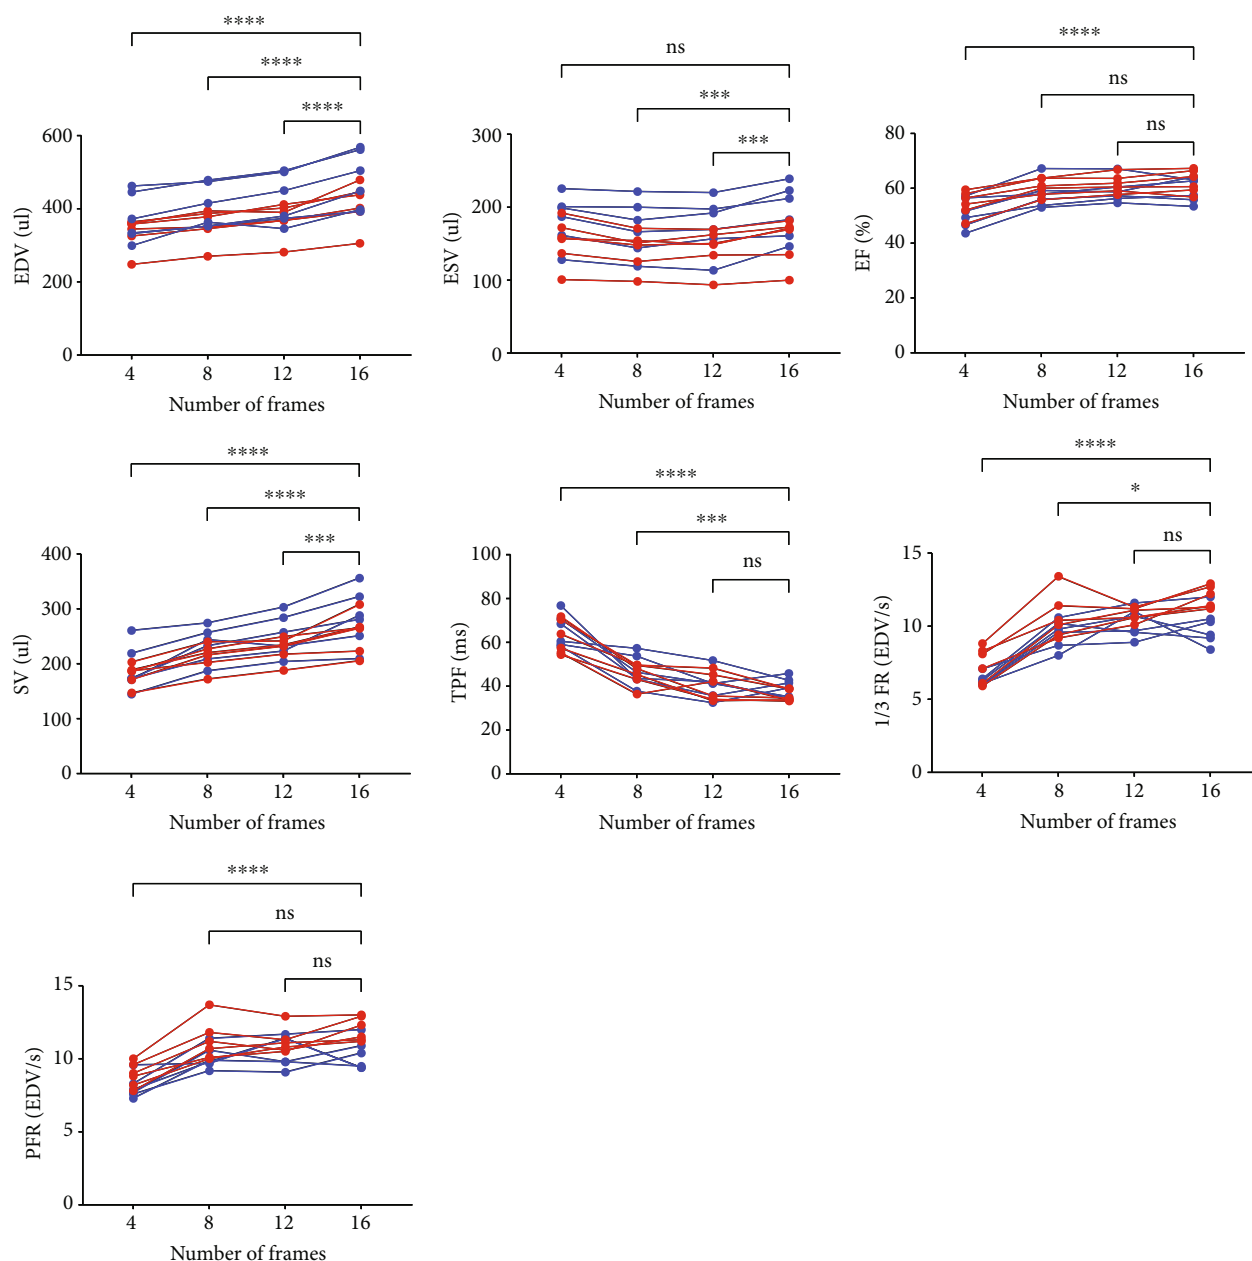 ****
****
****
EDV (ul)
600
400
200
0
4 8 12 16
Number of frames
ns
***
***
ESV (ul)
300
200
100
0
4 8 12 16
Number of frames
****
ns
ns
EF (%)
80
60
40
20
0
4 8 12 16
Number of frames
****
****
***
SV (ul)
400
300
200
100
0
4 8 12 16
Number of frames
****
***
ns
TPF (ms)
100
80
60
40
20
0
4 8 12 16
Number of frames
****
*
ns
1/3 FR (EDV/s)
15
10
5
0
4 8 12 16
Number of frames
****
ns
ns
PFR (EDV/s)
15
10
5
0
4 8 12 16
Number of frames